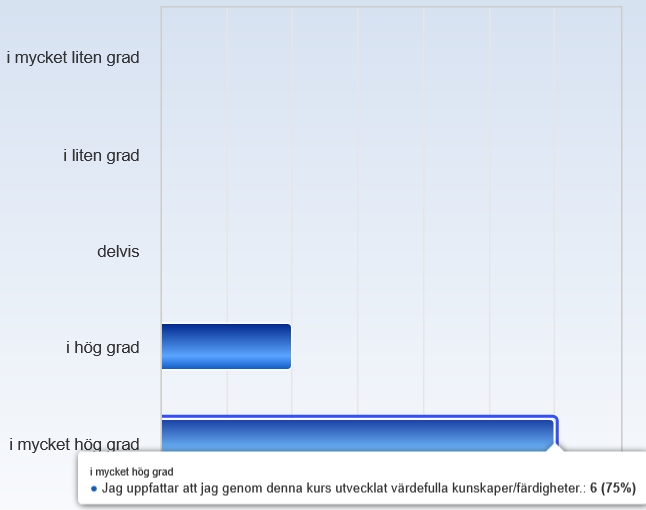 i mycket liten grad
i liten grad
delvis
i hög grad
i mycket hög grad
i mycket hög grad
● Jag uppfattar att jag genom denna kurs utvecklat värdefulla kunskaper/färdigheter.: 6 (75%)